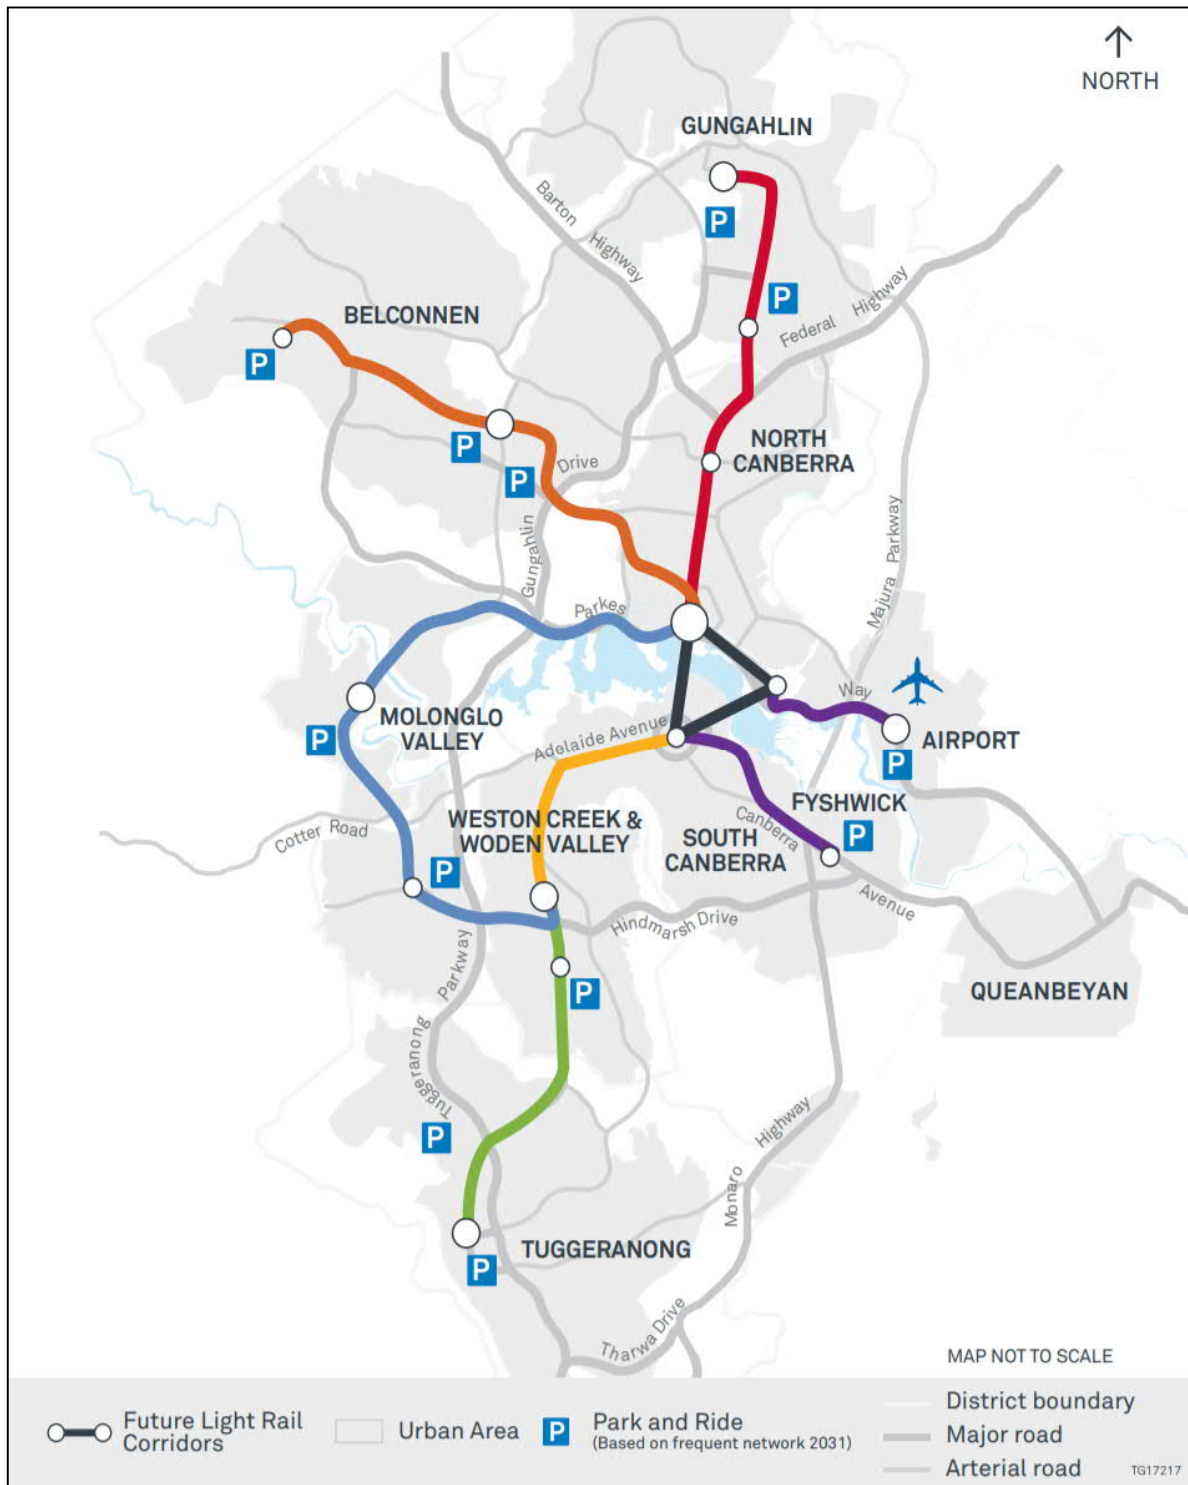 NORTH
GUNGAHLIN
P
Barton
Highway
P
Federal Highway
BELCONNEN
P
NORTH
CANBERRA
P
P
Drive
Gungahlin
Majura Parkway
Parkes
Way
MOLONGLO
VALLEY
P
Adelaide Avenue
AIRPORT
P
FYSHWICK
P
WESTON CREEK &
WODEN VALLEY
SOUTH
CANBERRA
Canberra
Avenue
Cotter Road
P
Hindmarsh Drive
Parkway
Tuggeranong
P
QUEANBEYAN
P
Monaro
Highway
TUGGERANONG
P
Tharwa Drive
MAP NOT TO SCALE
Future Light Rail
Corridors
Urban Area
P
Park and Ride
(Based on frequent network 2031)
District boundary
Major road
Arterial road
TG17217